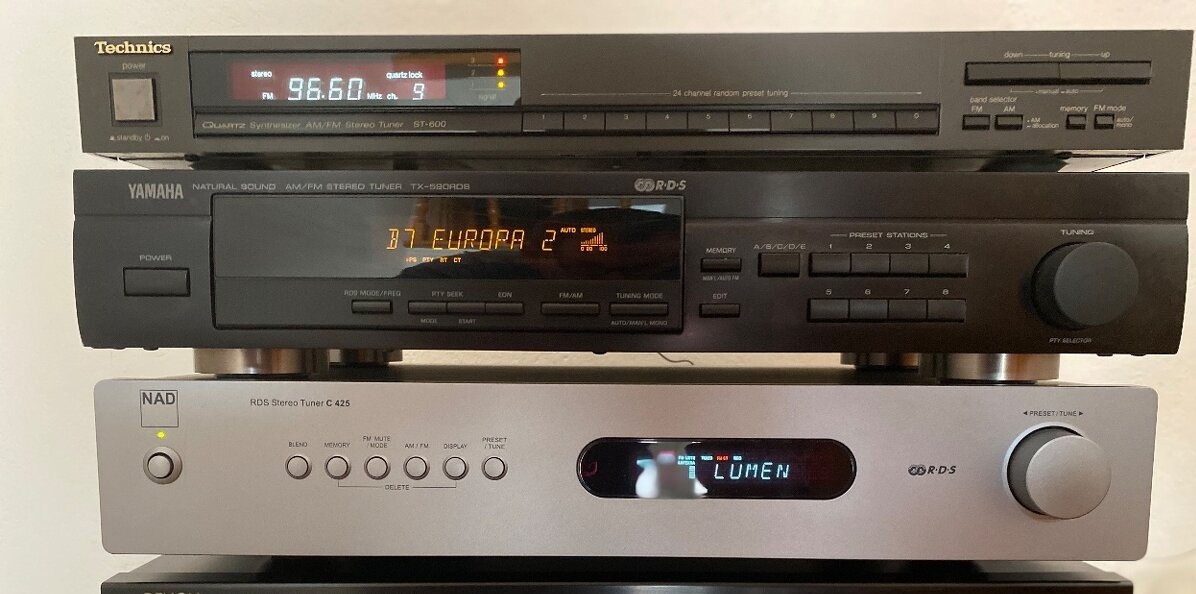 Technics
power
standby on
stereo quartz lock
FM 96.60 MHz ch. 9
3
2
1
signal
QUARTZ Synthesizer AM/FM Stereo Tuner ST-600
24 channel random preset tuning
1 2 3 4 5 6 7 8 9 0
down tuning up
manual auto
band selector
FM AM memory FM mode
AM allocation auto/mono
YAMAHA NATURAL SOUND AM/FM STEREO TUNER TX-590RDS
R·D·S
POWER
B7 EUROPA 2 AUTO STEREO
PS PTY RT CT
RDS MODE/FREQ PTY SEEK EON FM/AM TUNING MODE
MODE START AUTO/MAN'L MONO
MEMORY A/B/C/D/E
MAN'L/AUTO FM
EDIT
PRESET STATIONS
1 2 3 4
5 6 7 8
TUNING
PTY SELECTOR
NAD
RDS Stereo Tuner C 425
BLEND MEMORY FM MUTE / MODE AM / FM DISPLAY PRESET / TUNE
DELETE
LUMEN
R·D·S
◄ PRESET / TUNE ►